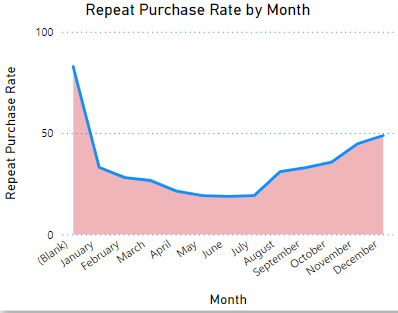 Repeat Purchase Rate by Month
100
50
0
Repeat Purchase Rate
(Blank)
January
February
March
April
May
June
July
August
September
October
November
December
Month